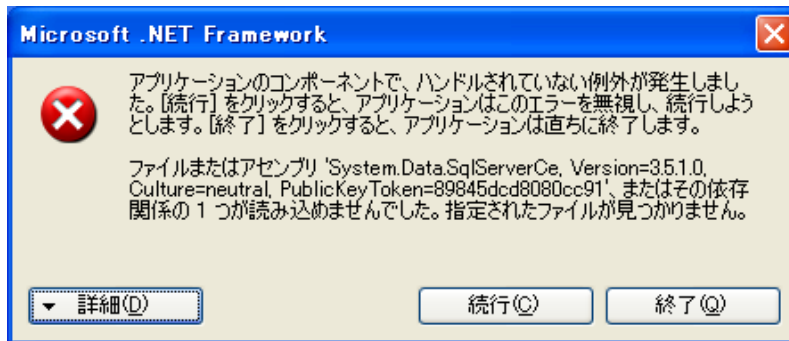 Microsoft .NET Framework
アプリケーションのコンポーネントで、ハンドルされていない例外が発生しまし
た。[続行] をクリックすると、アプリケーションはこのエラーを無視し、続行しよう
とします。[終了] をクリックすると、アプリケーションは直ちに終了します。
ファイルまたはアセンブリ 'System.Data.SqlServerCe, Version=3.5.1.0,
Culture=neutral, PublicKeyToken=89845dcd8080cc91'、またはその依存
関係の 1 つが読み込めませんでした。指定されたファイルが見つかりません。
詳細(D)
続行(C)
終了(Q)